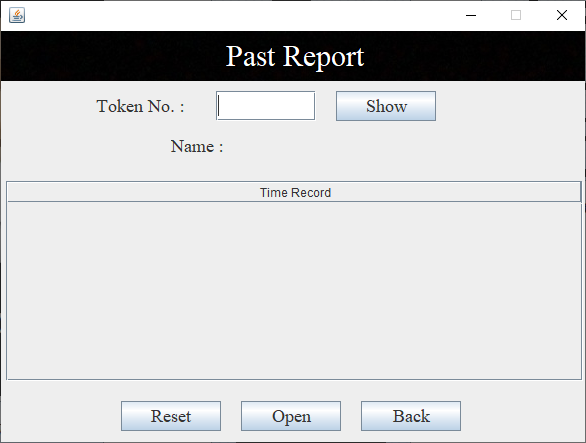 Past Report
Token No. : Show
Name :
Time Record
Reset Open Back